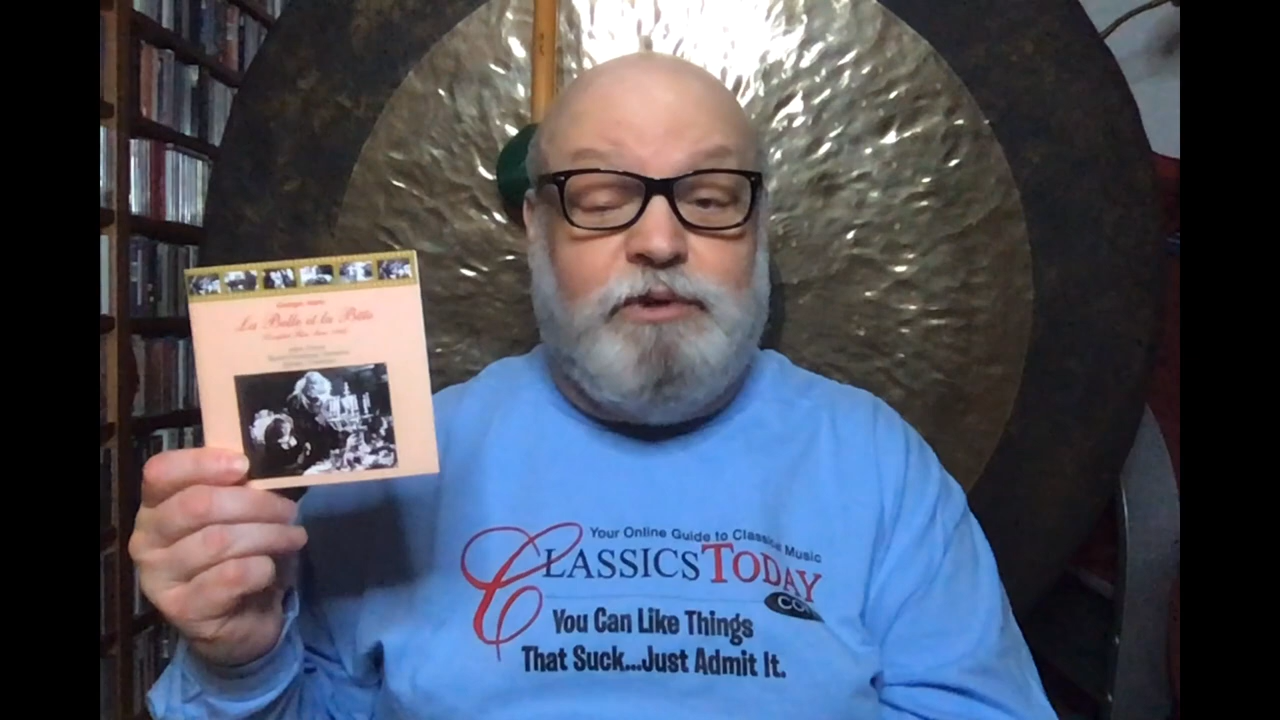 La Belle et la Bête
Your Online Guide to Classical Music
CLASSICSTODAY
COM
You Can Like Things
That Suck...Just Admit It.